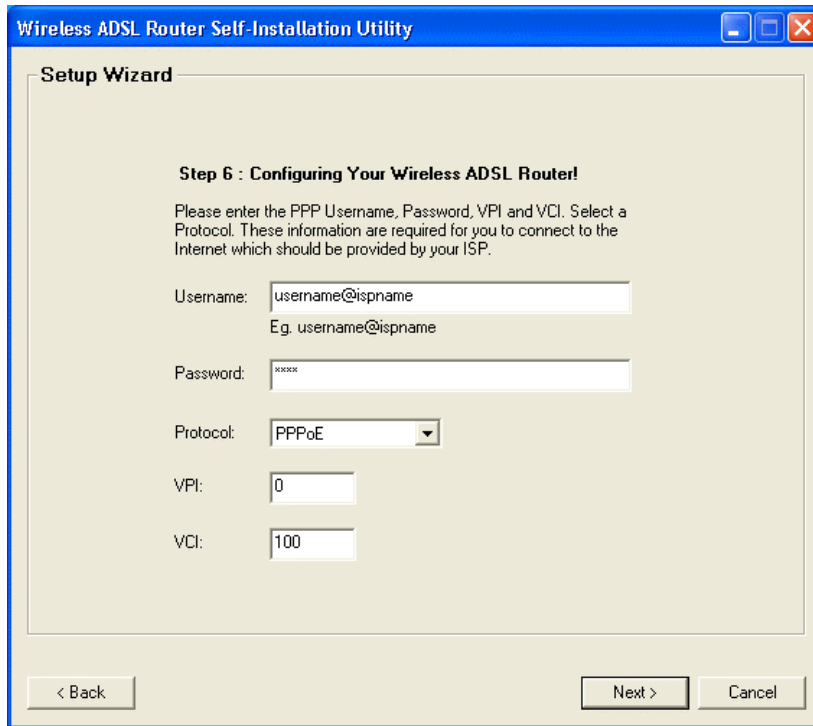 Wireless ADSL Router Self-Installation Utility
Setup Wizard
Step 6 : Configuring Your Wireless ADSL Router!
Please enter the PPP Username, Password, VPI and VCI. Select a
Protocol. These information are required for you to connect to the
Internet which should be provided by your ISP.
Username: username@ispname
Eg. username@ispname
Password: ****
Protocol: PPPoE
VPI: 0
VCI: 100
< Back Next > Cancel